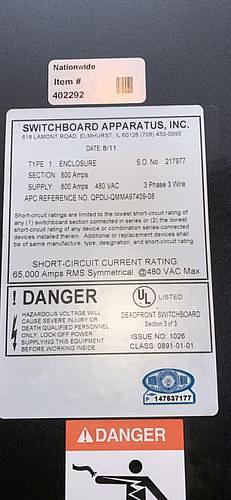 Nationwide
Item #
402292
SWITCHBOARD APPARATUS, INC.
618 LAMONT ROAD, ELMHURST, IL 60126 (708) 450-0990
DATE: 8/11
TYPE 1 ENCLOSURE S.O. No 217977
SECTION 800 Amps
SUPPLY: 800 Amps 480 VAC 3 Phase 3 Wire
APC REFERENCE NO. QPDU-QMMA97409-08
Short-circuit ratings are limited to the lowest short-circuit rating of
any (1) switchboard section connected in series or (2) the lowest
short-circuit rating of any device or combination series-connected
devices installed therein. Additional or replacement devices shall
be of same manufacture, type, designation, and short-circuit rating.
SHORT-CIRCUIT CURRENT RATING:
65,000 Amps RMS Symmetrical @480 VAC Max
! DANGER
HAZARDOUS VOLTAGE WILL
CAUSE SEVERE INJURY OR
DEATH QUALIFIED PERSONNEL
ONLY. LOCK OFF POWER
SUPPLYING THIS EQUIPMENT
BEFORE WORKING INSIDE
UL LISTED
DEADFRONT SWITCHBOARD
Section 3 of 3
ISSUE NO: 1026
CLASS: 0891-01-01
P 147537177
DANGER